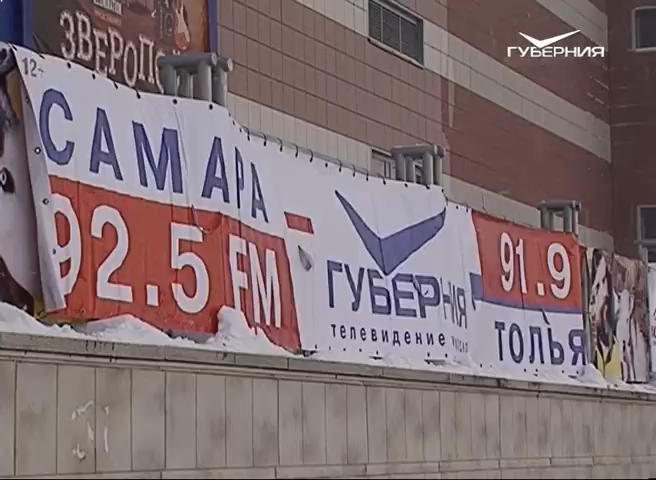 ГУБЕРНИЯ
ЗВЕРОПО
12+
САМАРА
92.5 FM
ГУБЕРНИЯ
телевидение
91.9
ТОЛЬЯ